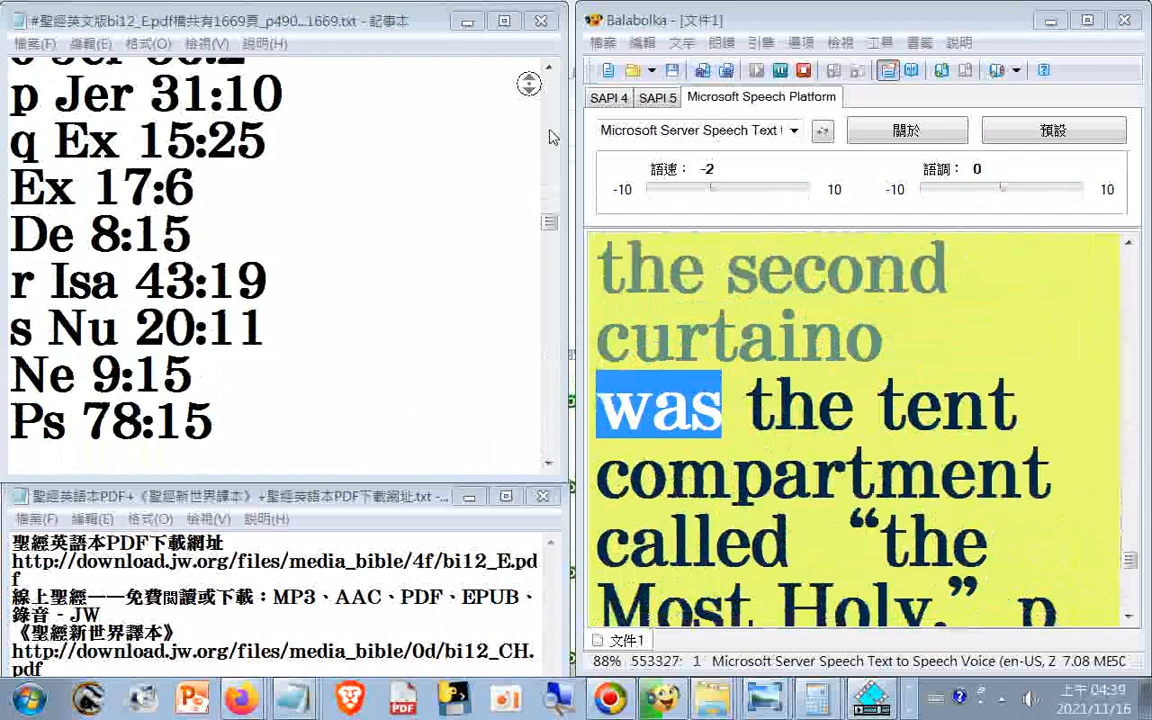 #聖經英文版bi12_E.pdf檔共有1669頁_p490...1669.txt - 記事本
檔案(F) 編輯(E) 格式(O) 檢視(V) 說明(H)
p Jer 31:10
q Ex 15:25
Ex 17:6
De 8:15
r Isa 43:19
s Nu 20:11
Ne 9:15
Ps 78:15
聖經英語本PDF+《聖經新世界譯本》+聖經英語本PDF下載網址.txt -...
檔案(F) 編輯(E) 格式(O) 檢視(V) 說明(H)
聖經英語本PDF下載網址
http://download.jw.org/files/media_bible/4f/bi12_E.pd
f
線上聖經——免費閱讀或下載：MP3、AAC、PDF、EPUB、
錄音 - JW
《聖經新世界譯本》
http://download.jw.org/files/media_bible/0d/bi12_CH.
pdf
Balabolka - [文件1]
檔案 編輯 文字 朗讀 引擎 選項 檢視 工具 書籤 說明
SAPI 4 SAPI 5 Microsoft Speech Platform
Microsoft Server Speech Text
關於 預設
語速： -2 語調： 0
-10 10 -10 10
the second
curtaino
was the tent
compartment
called “the
Most Holy.” p
文件1
88% 553327: 1 Microsoft Server Speech Text to Speech Voice (en-US, Z 7.08 ME
上午 04:39
2021/11/16